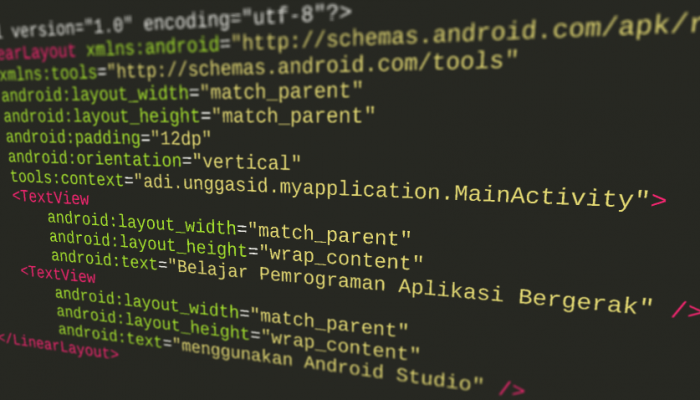 version="1.0" encoding="utf-8"?>
earLayout xmlns:android="http://schemas.android.com/apk/r
xmlns:tools="http://schemas.android.com/tools"
android:layout_width="match_parent"
android:layout_height="match_parent"
android:padding="12dp"
android:orientation="vertical"
tools:context="adi.unggasid.myapplication.MainActivity">
<TextView
android:layout_width="match_parent"
android:layout_height="wrap_content"
android:text="Belajar Pemrograman Aplikasi Bergerak" />
<TextView
android:layout_width="match_parent"
android:layout_height="wrap_content"
android:text="menggunakan Android Studio" />
</LinearLayout>